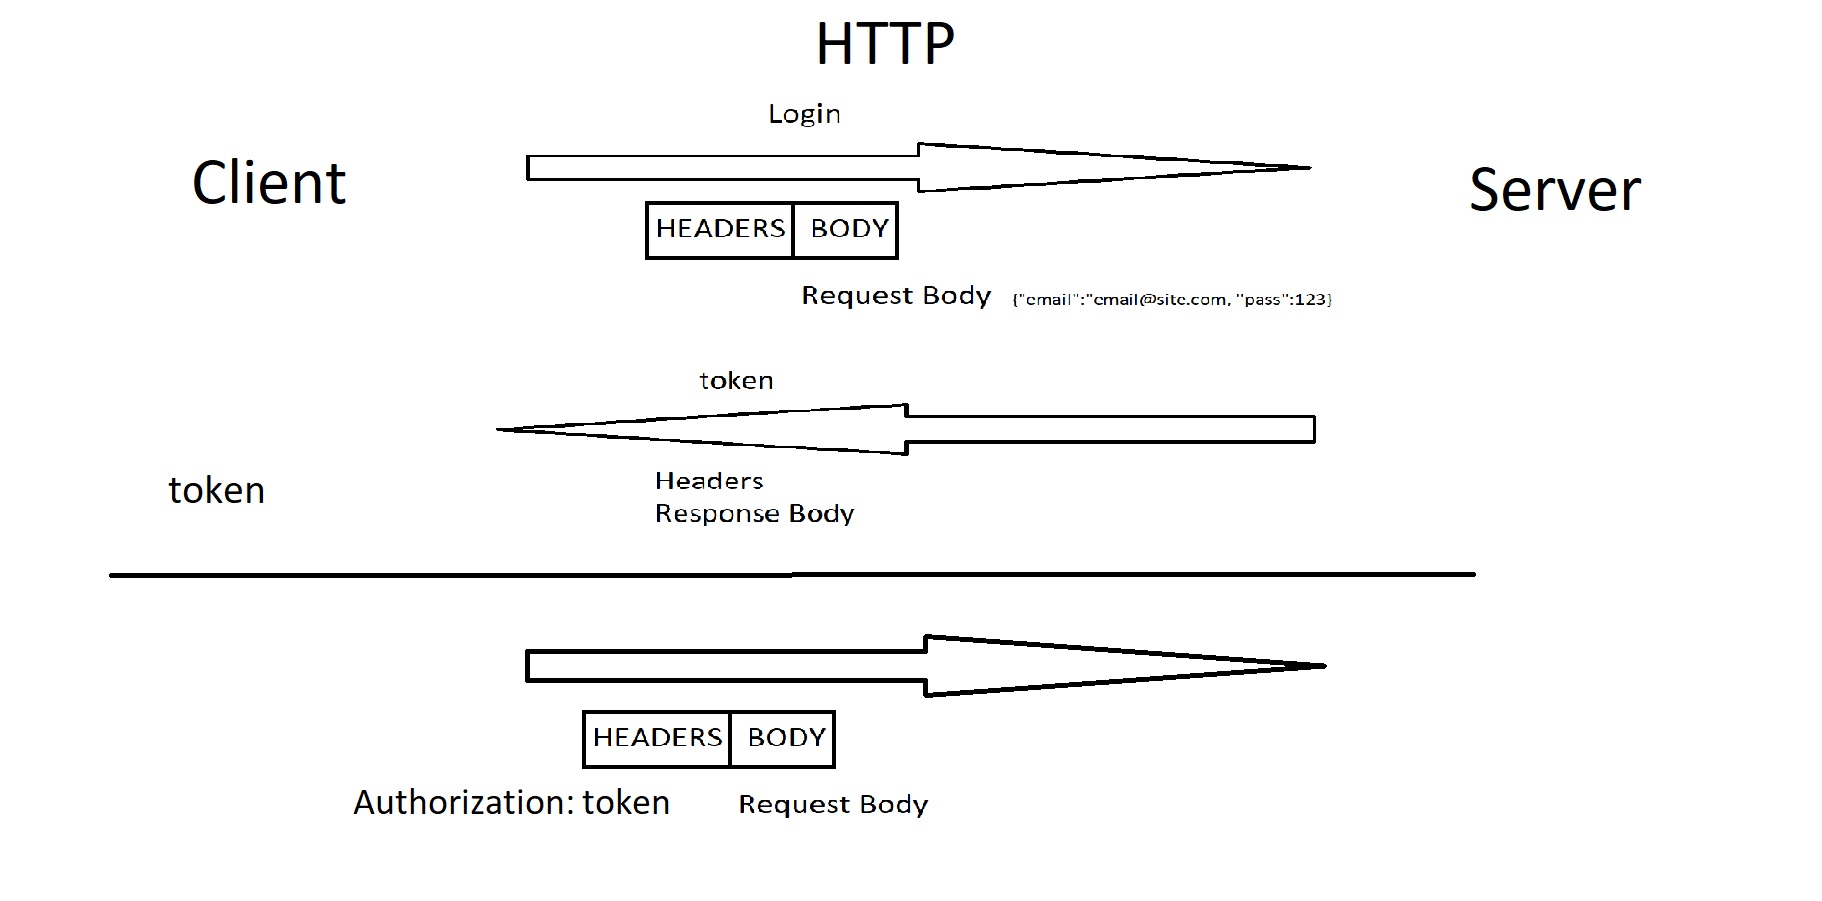 HTTP
Login
Client
Server
HEADERS BODY
Request Body {"email":"email@site.com, "pass":123}
token
token
Headers
Response Body
HEADERS BODY
Authorization: token Request Body